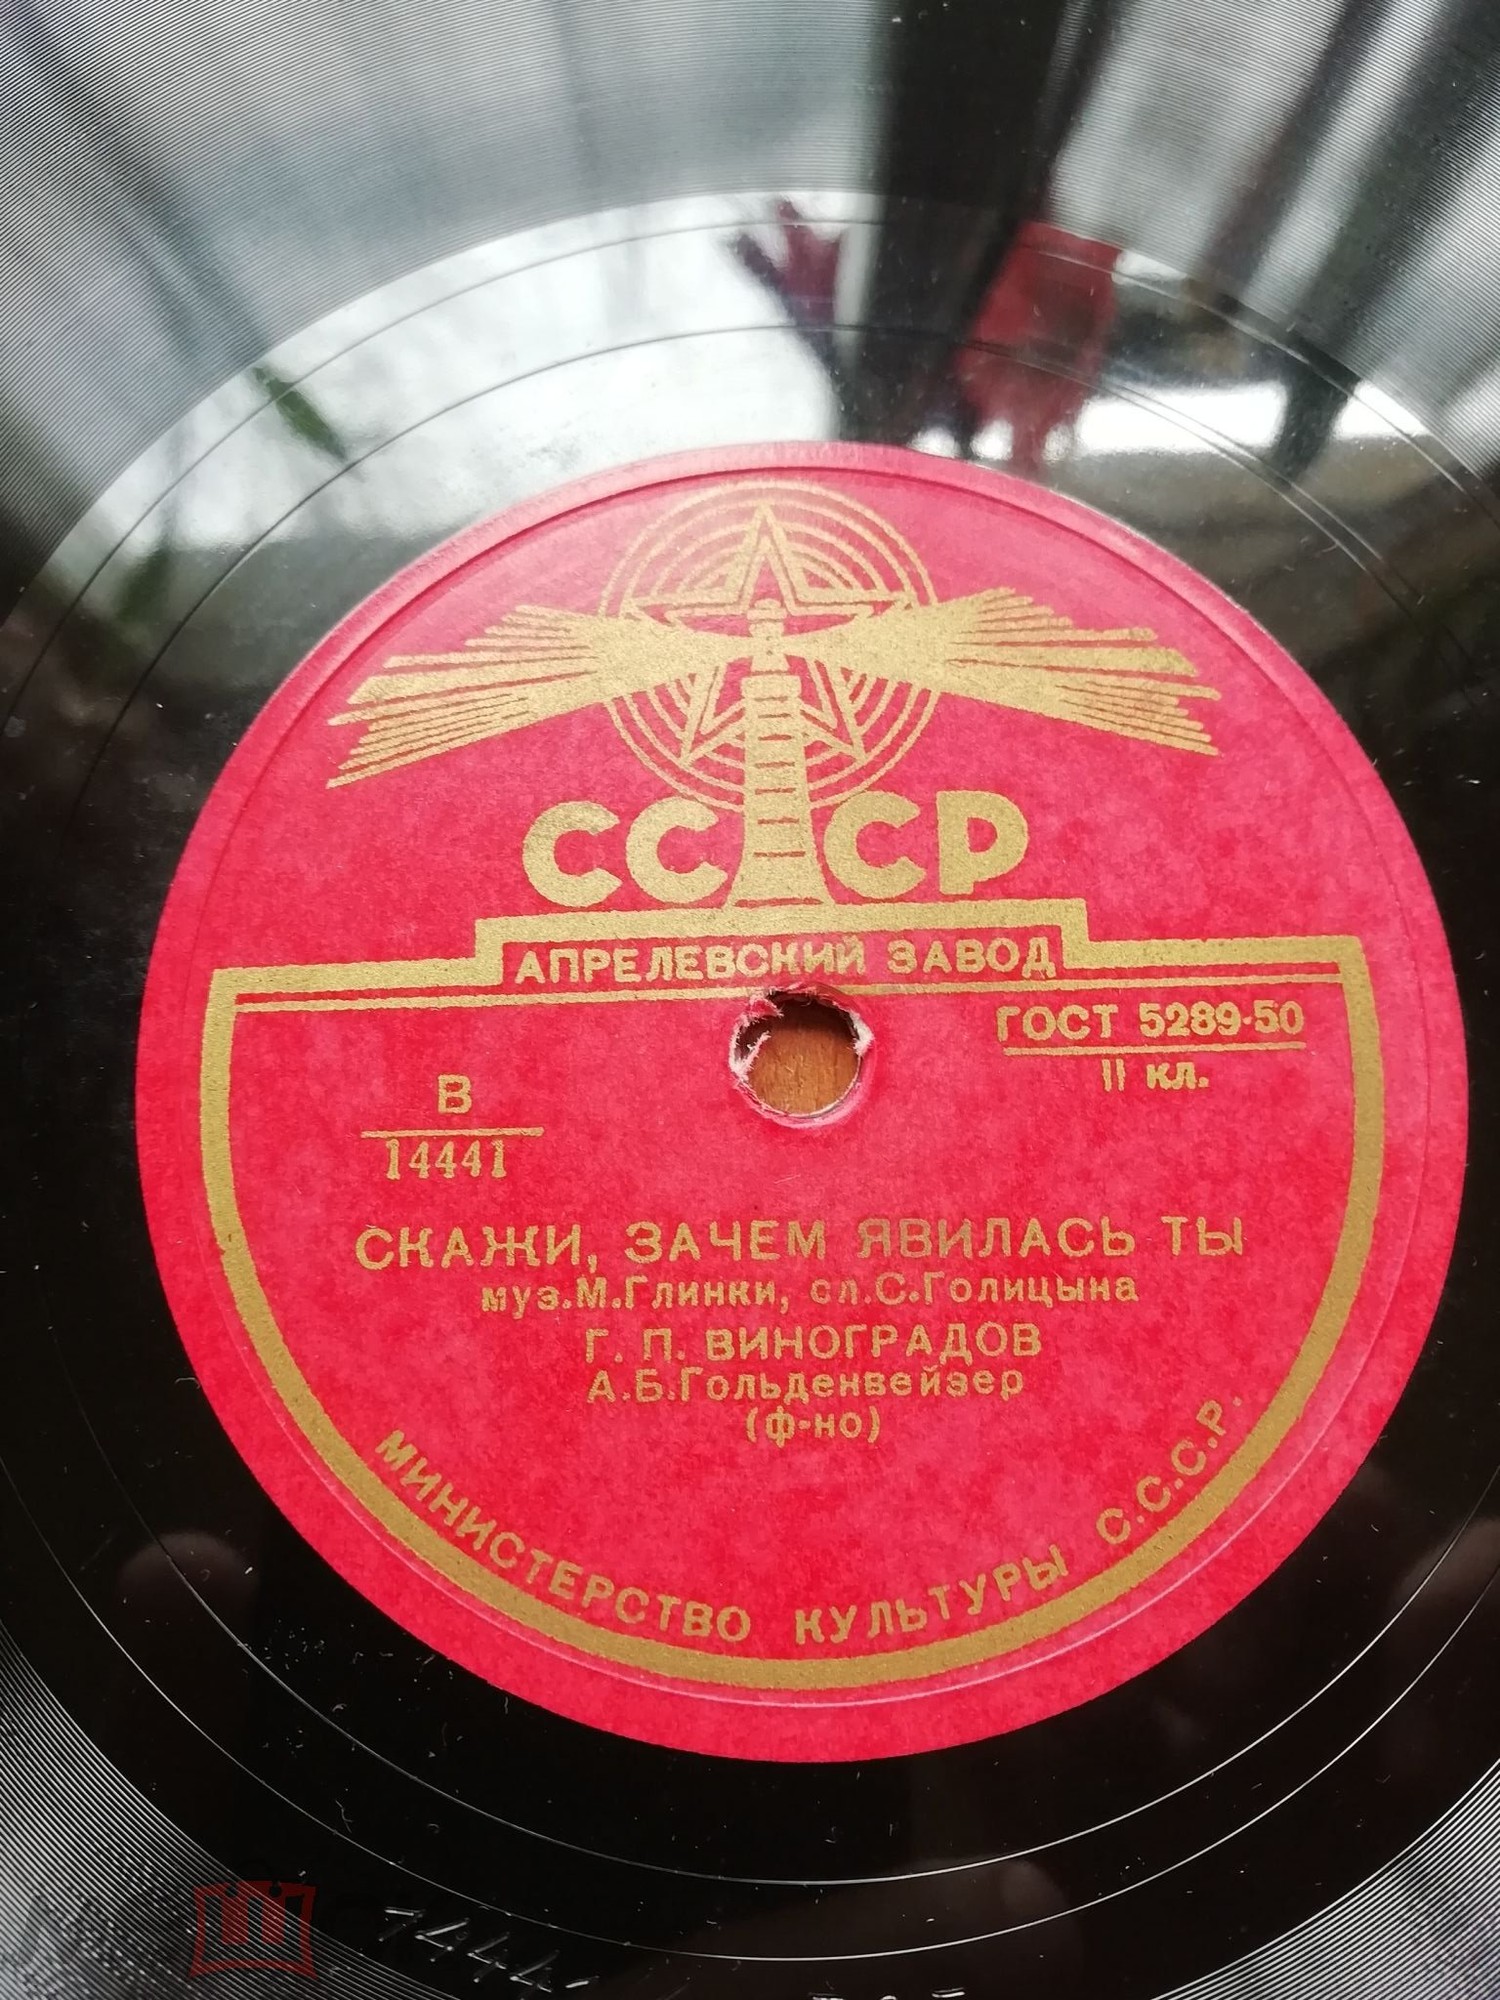 СССР
АПРЕЛЕВСКИЙ ЗАВОД
ГОСТ 5289-50
II кл.
В
14441
СКАЖИ, ЗАЧЕМ ЯВИЛАСЬ ТЫ
муз.М.Глинки, сл.С.Голицына
Г. П. ВИНОГРАДОВ
А.Б.Гольденвейзер
(ф-но)
МИНИСТЕРСТВО КУЛЬТУРЫ С.С.С.Р.